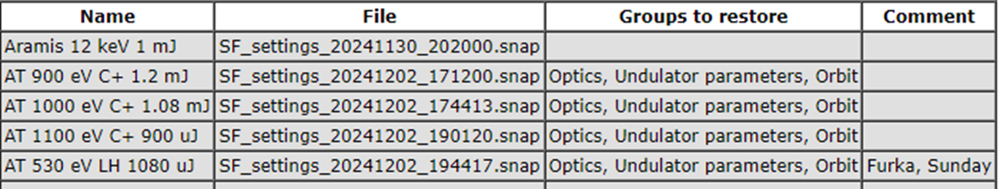 Name File Groups to restore Comment
Aramis 12 keV 1 mJ SF_settings_20241130_202000.snap
AT 900 eV C+ 1.2 mJ SF_settings_20241202_171200.snap Optics, Undulator parameters, Orbit
AT 1000 eV C+ 1.08 mJ SF_settings_20241202_174413.snap Optics, Undulator parameters, Orbit
AT 1100 eV C+ 900 uJ SF_settings_20241202_190120.snap Optics, Undulator parameters, Orbit
AT 530 eV LH 1080 uJ SF_settings_20241202_194417.snap Optics, Undulator parameters, Orbit Furka, Sunday